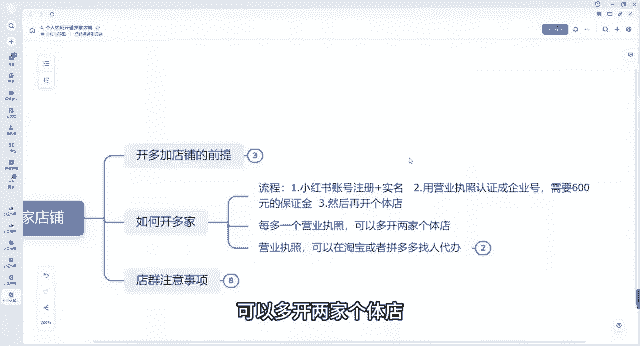 开多加店铺的前提
3
流程：1.小红书账号注册+实名 2.用营业执照认证成企业号，需要600
元的保证金 3.然后再开个体店
家店铺
如何开多家
每多一个营业执照，可以多开两家个体店
营业执照，可以在淘宝或者拼多多找人代办
2
店群注意事项
8
可以多开两家个体店